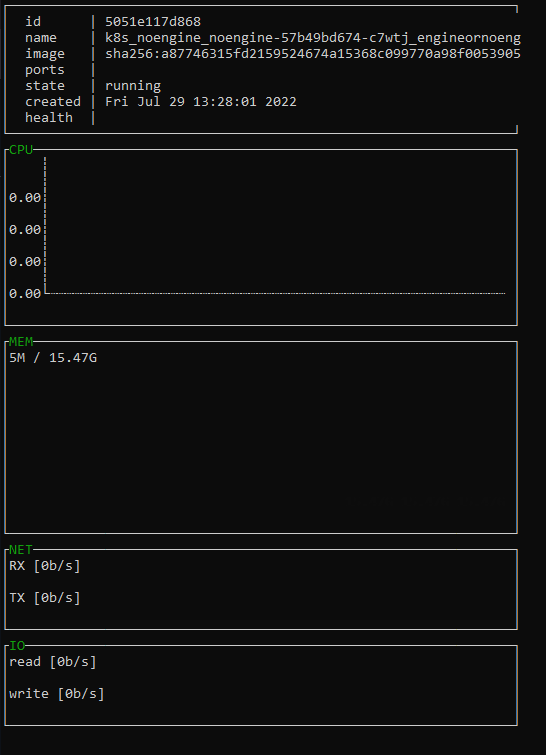 id | 5051e117d868
name | k8s_noengine_noengine-57b49bd674-c7wtj_engineornoeng
image | sha256:a87746315fd2159524674a15368c099770a98f0053905
ports |
state | running
created | Fri Jul 29 13:28:01 2022
health |
CPU
0.00
0.00
0.00
0.00
MEM
5M / 15.47G
NET
RX [0b/s]
TX [0b/s]
IO
read [0b/s]
write [0b/s]